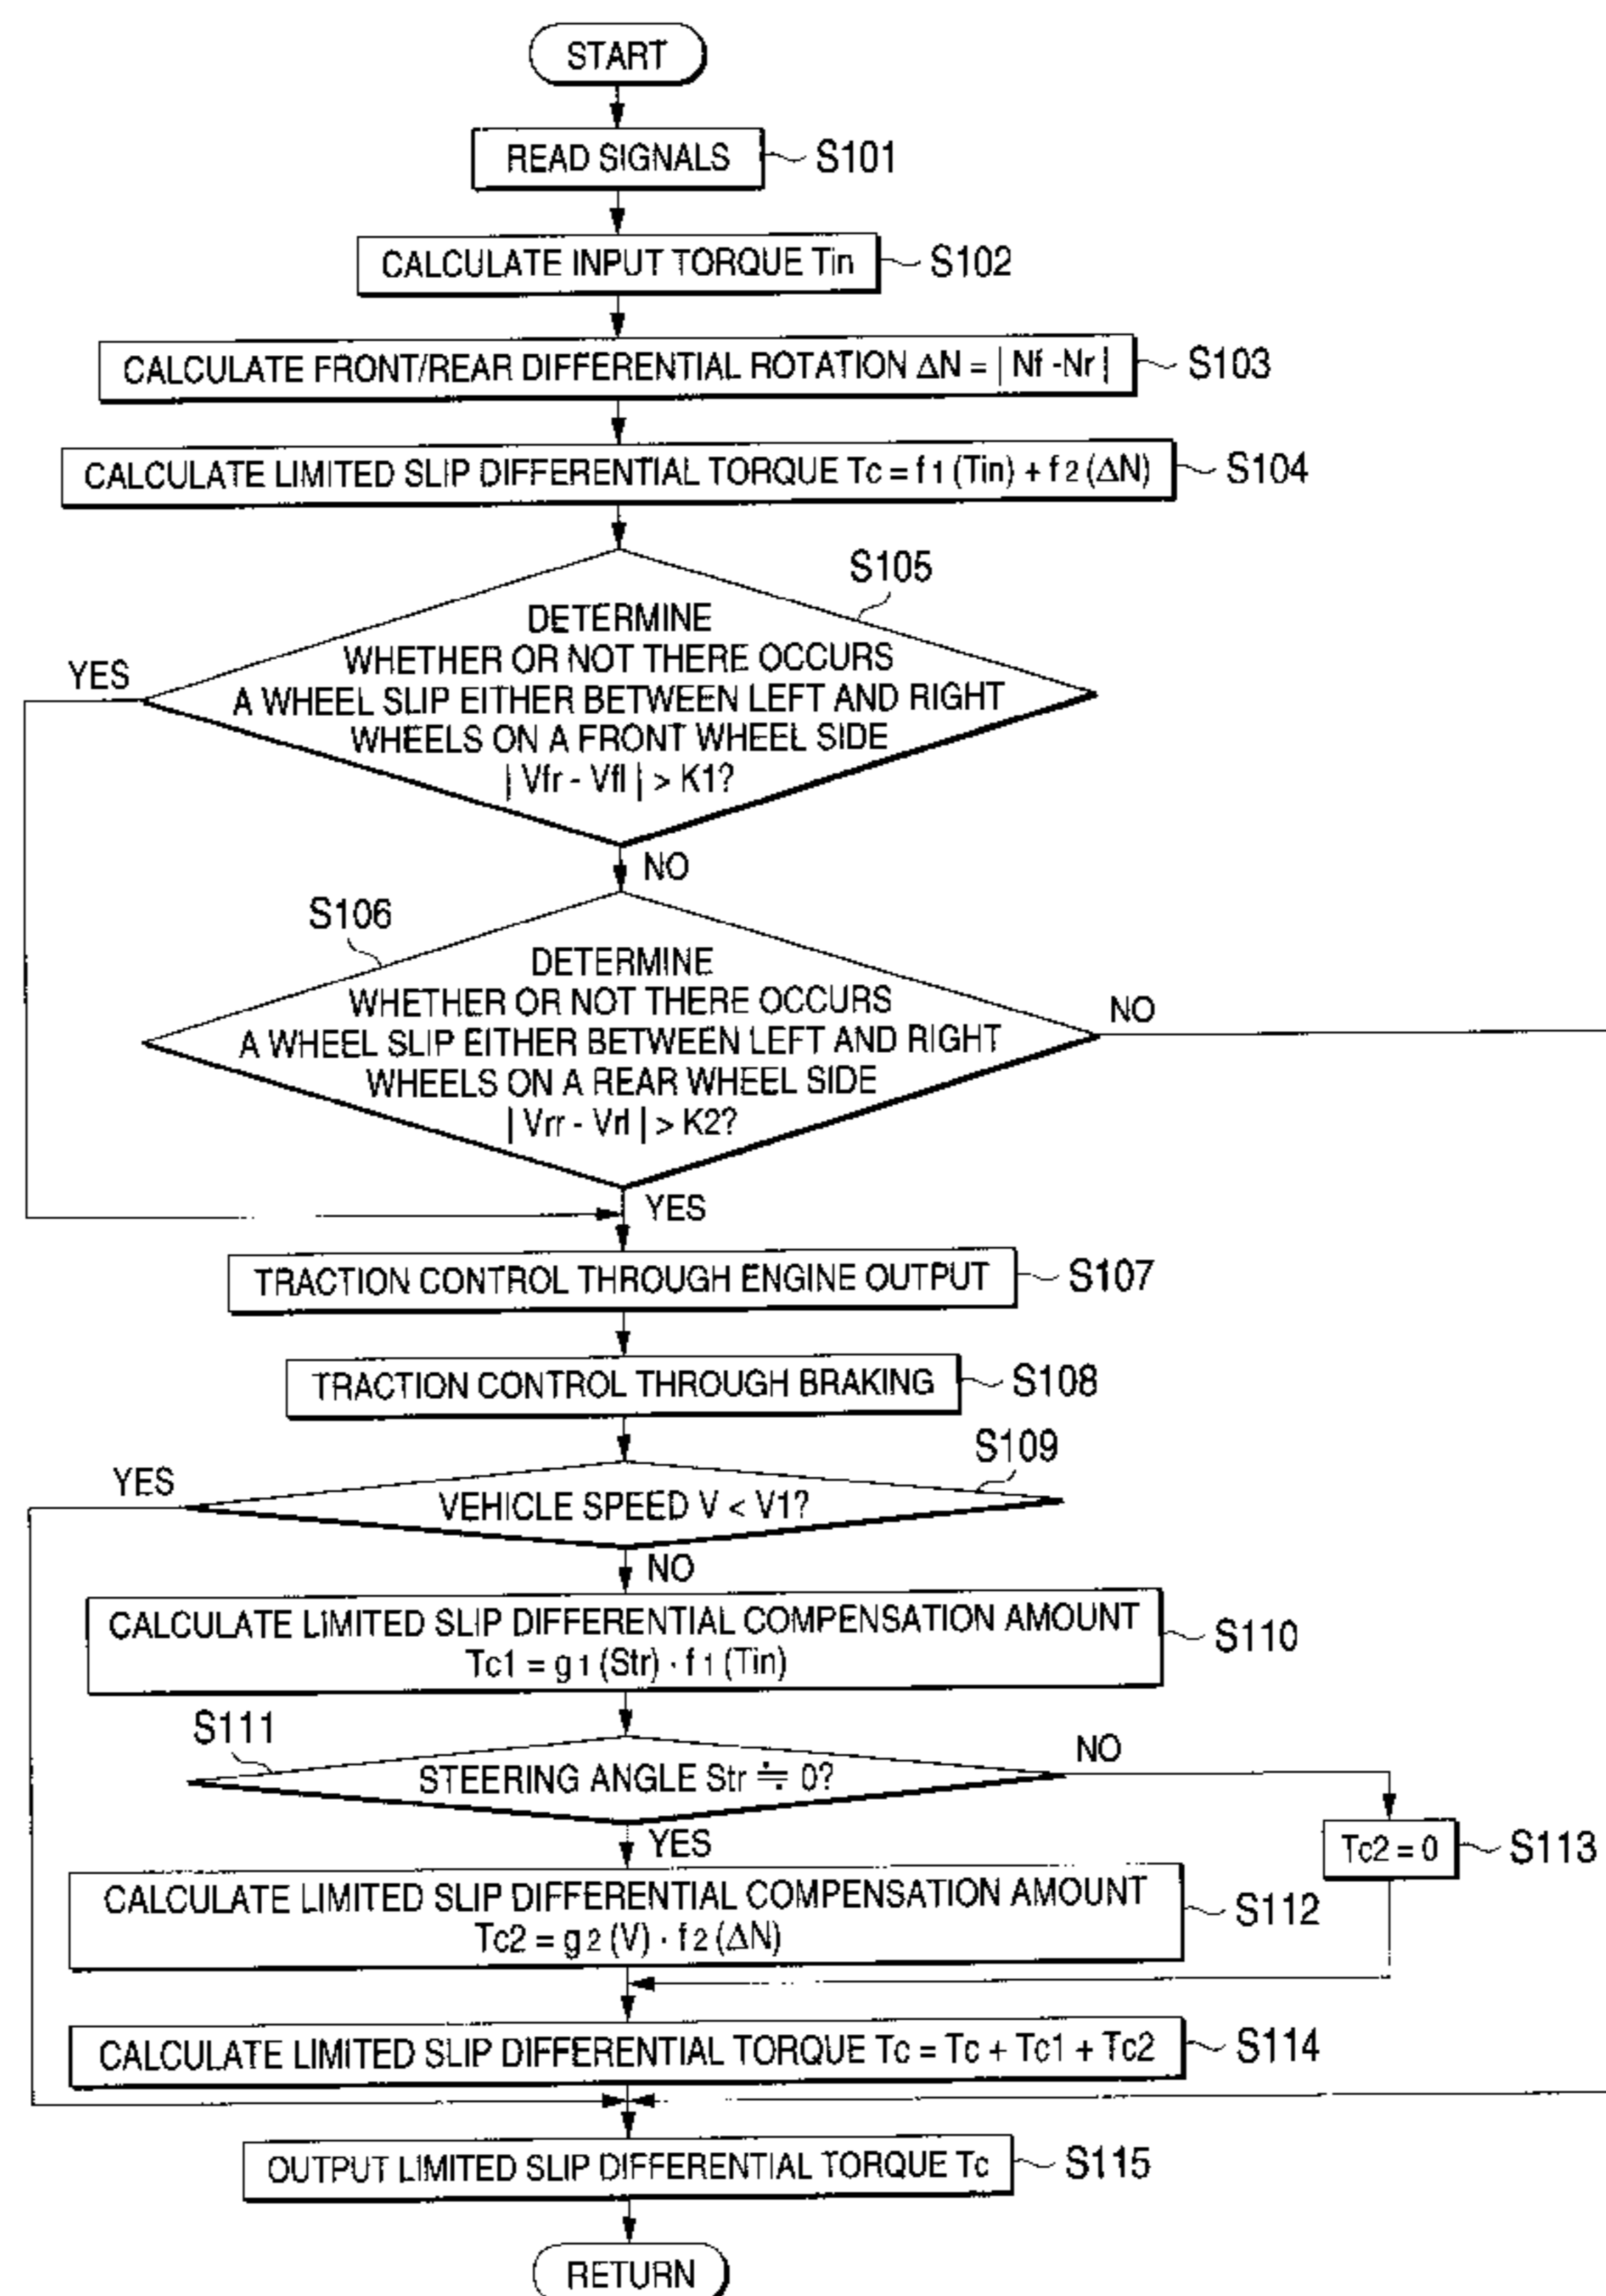 START
READ SIGNALS
S101
CALCULATE INPUT TORQUE Tin
S102
CALCULATE FRONT/REAR DIFFERENTIAL ROTATION ΔN = | Nf -Nr |
S103
CALCULATE LIMITED SLIP DIFFERENTIAL TORQUE Tc = f1 (Tin) + f2 (ΔN)
S104
S105
DETERMINE
WHETHER OR NOT THERE OCCURS
A WHEEL SLIP EITHER BETWEEN LEFT AND RIGHT
WHEELS ON A FRONT WHEEL SIDE
| Vfr - Vfl | > K1?
YES
NO
S106
DETERMINE
WHETHER OR NOT THERE OCCURS
A WHEEL SLIP EITHER BETWEEN LEFT AND RIGHT
WHEELS ON A REAR WHEEL SIDE
| Vrr - Vrl | > K2?
NO
YES
TRACTION CONTROL THROUGH ENGINE OUTPUT
S107
TRACTION CONTROL THROUGH BRAKING
S108
S109
YES
VEHICLE SPEED V < V1?
NO
CALCULATE LIMITED SLIP DIFFERENTIAL COMPENSATION AMOUNT
Tc1 = g1 (Str) · f1 (Tin)
S110
S111
STEERING ANGLE Str ≒ 0?
NO
YES
Tc2 = 0
S113
CALCULATE LIMITED SLIP DIFFERENTIAL COMPENSATION AMOUNT
Tc2 = g2 (V) · f2 (ΔN)
S112
CALCULATE LIMITED SLIP DIFFERENTIAL TORQUE Tc = Tc + Tc1 + Tc2
S114
OUTPUT LIMITED SLIP DIFFERENTIAL TORQUE Tc
S115
RETURN